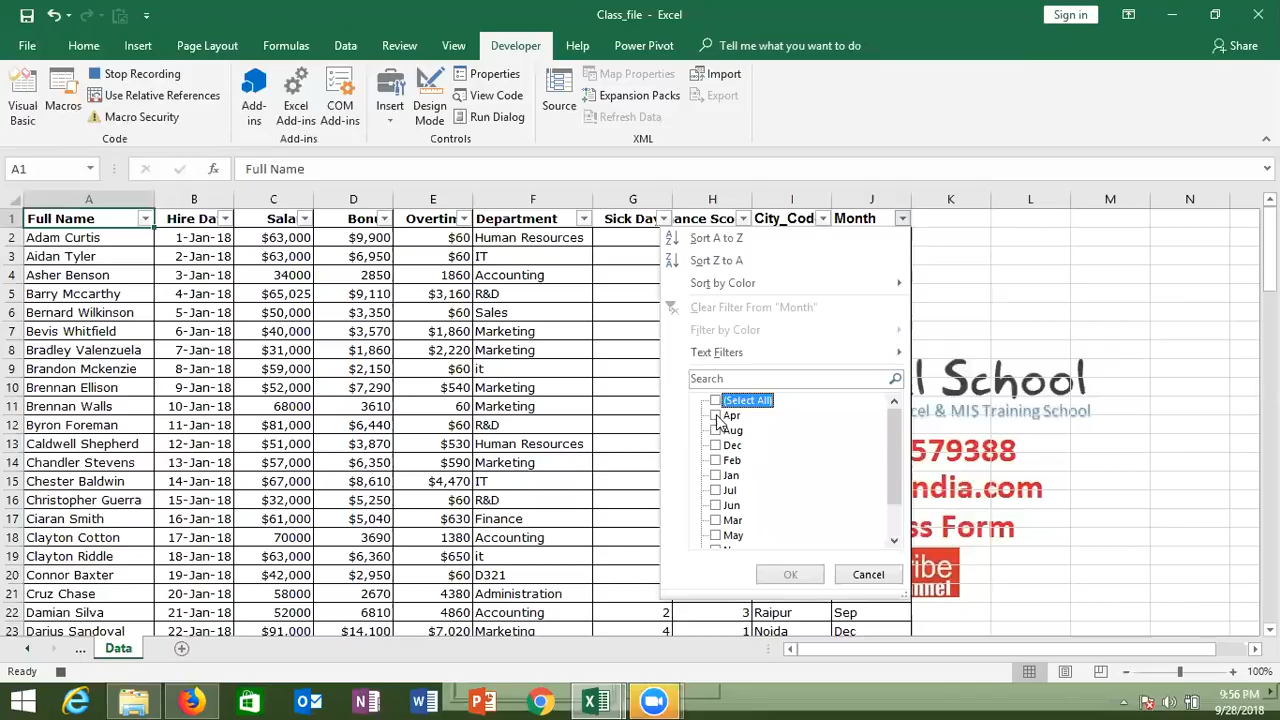 Class_file - Excel
Sign in
File Home Insert Page Layout Formulas Data Review View Developer Help Power Pivot Tell me what you want to do Share
Visual Basic
Macros
Stop Recording
Use Relative References
Macro Security
Code
Add-ins
Excel Add-ins
COM Add-ins
Add-ins
Insert
Design Mode
Properties
View Code
Run Dialog
Controls
Source
Map Properties
Expansion Packs
Refresh Data
Import
Export
XML
A1 fx Full Name
A B C D E F G H I J K L M N
1 Full Name Hire Da Sala Bon Overtin Department Sick Day ance Sco City_Cod Month
2 Adam Curtis 1-Jan-18 $63,000 $9,900 $60 Human Resources
3 Aidan Tyler 2-Jan-18 $63,000 $6,950 $60 IT
4 Asher Benson 3-Jan-18 34000 2850 1860 Accounting
5 Barry Mccarthy 4-Jan-18 $65,025 $9,110 $3,160 R&D
6 Bernard Wilkinson 5-Jan-18 $50,000 $3,350 $60 Sales
7 Bevis Whitfield 6-Jan-18 $40,000 $3,570 $1,860 Marketing
8 Bradley Valenzuela 7-Jan-18 $31,000 $1,860 $2,220 Marketing
9 Brandon Mckenzie 8-Jan-18 $59,000 $2,150 $60 it
10 Brennan Ellison 9-Jan-18 $52,000 $7,290 $540 Marketing
11 Brennan Walls 10-Jan-18 68000 3610 60 Marketing
12 Byron Foreman 11-Jan-18 $81,000 $6,440 $60 R&D
13 Caldwell Shepherd 12-Jan-18 $51,000 $3,870 $530 Human Resources
14 Chandler Stevens 13-Jan-18 $57,000 $6,350 $590 Marketing
15 Chester Baldwin 14-Jan-18 $67,000 $8,610 $4,470 IT
16 Christopher Guerra 15-Jan-18 $32,000 $5,250 $60 R&D
17 Ciaran Smith 16-Jan-18 $61,000 $5,040 $630 Finance
18 Clayton Cotton 17-Jan-18 70000 3690 1380 Accounting
19 Clayton Riddle 18-Jan-18 $63,000 $6,360 $650 it
20 Connor Baxter 19-Jan-18 $42,000 $2,950 $60 D321
21 Cruz Chase 20-Jan-18 58000 2670 4380 Administration
22 Damian Silva 21-Jan-18 52000 6810 4860 Accounting 2 3 Raipur Sep
23 Darius Sandoval 22-Jan-18 $91,000 $14,100 $7,020 Marketing 4 1 Noida Dec
Sort A to Z
Sort Z to A
Sort by Color
Clear Filter From "Month"
Filter by Color
Text Filters
Search
(Select All)
Apr
Aug
Dec
Feb
Jan
Jul
Jun
Mar
May
OK Cancel
l School
xcel & MIS Training School
579388
ndia.com
ss Form
ibe
nnel
... Data
Ready 100%
9:56 PM
9/28/2018